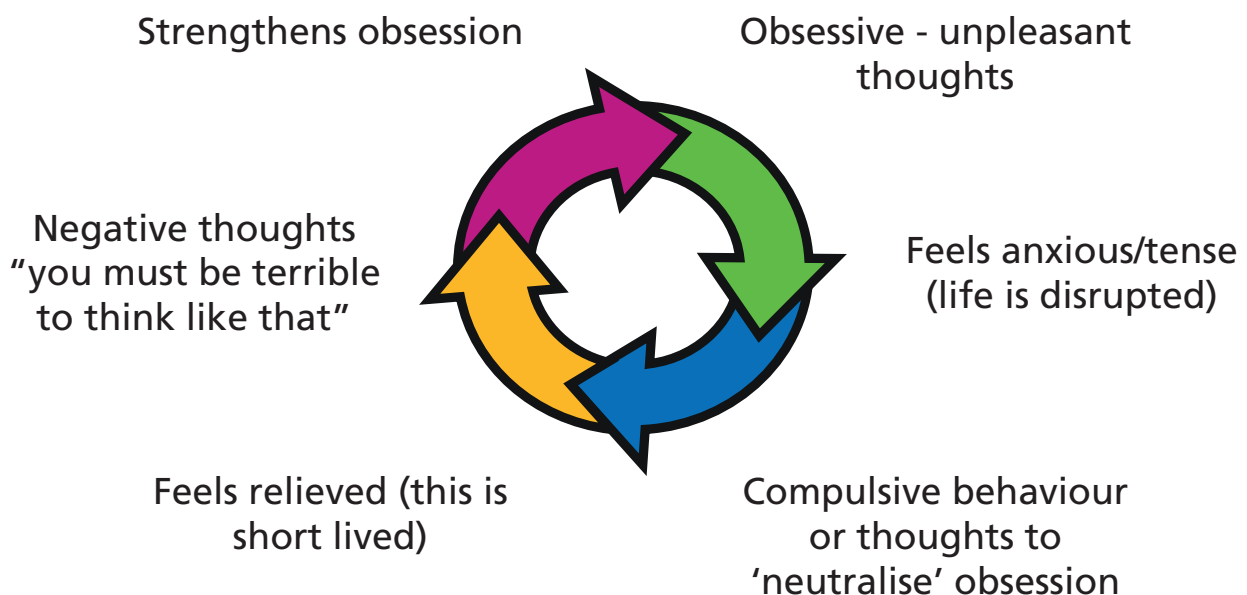 Strengthens obsession
Obsessive - unpleasant
thoughts
Feels anxious/tense
(life is disrupted)
Compulsive behaviour
or thoughts to
‘neutralise’ obsession
Feels relieved (this is
short lived)
Negative thoughts
“you must be terrible
to think like that”